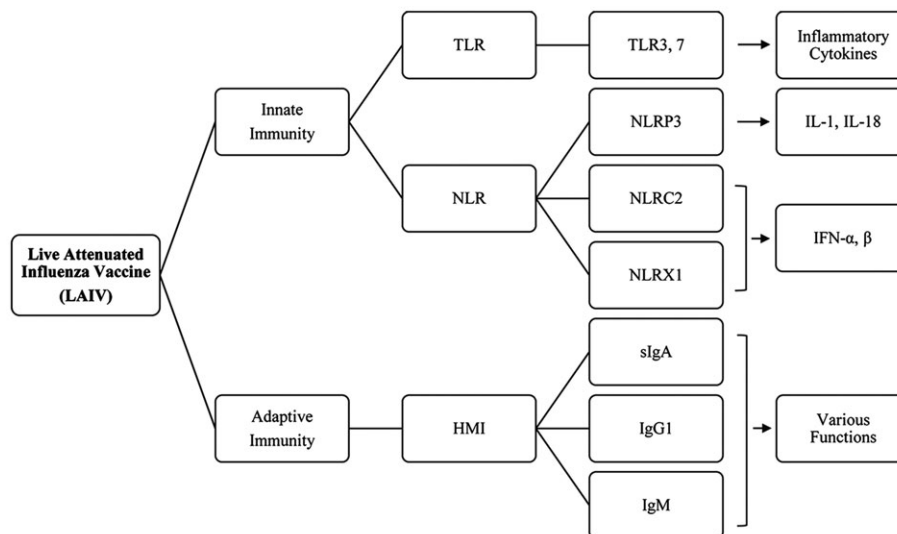 TLR
TLR3, 7
Inflammatory
Cytokines
Innate
Immunity
NLRP3
IL-1, IL-18
NLR
NLRC2
IFN-α, β
Live Attenuated
Influenza Vaccine
(LAIV)
NLRX1
sIgA
Adaptive
Immunity
HMI
IgG1
Various
Functions
IgM